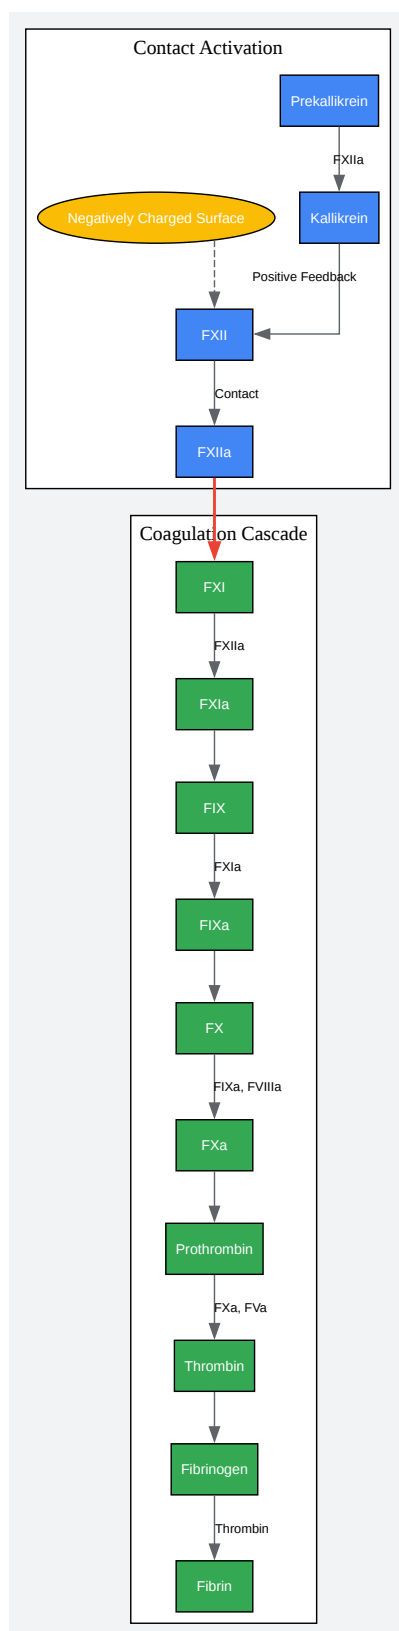 Contact Activation
Prekallikrein
FXIIa
Negatively Charged Surface
Kallikrein
Positive Feedback
FXII
Contact
FXIIa
Coagulation Cascade
FXI
FXIIa
FXIa
FIX
FXIa
FIXa
FX
FIXa, FVIIIa
FXa
Prothrombin
FXa, FVa
Thrombin
Fibrinogen
Thrombin
Fibrin